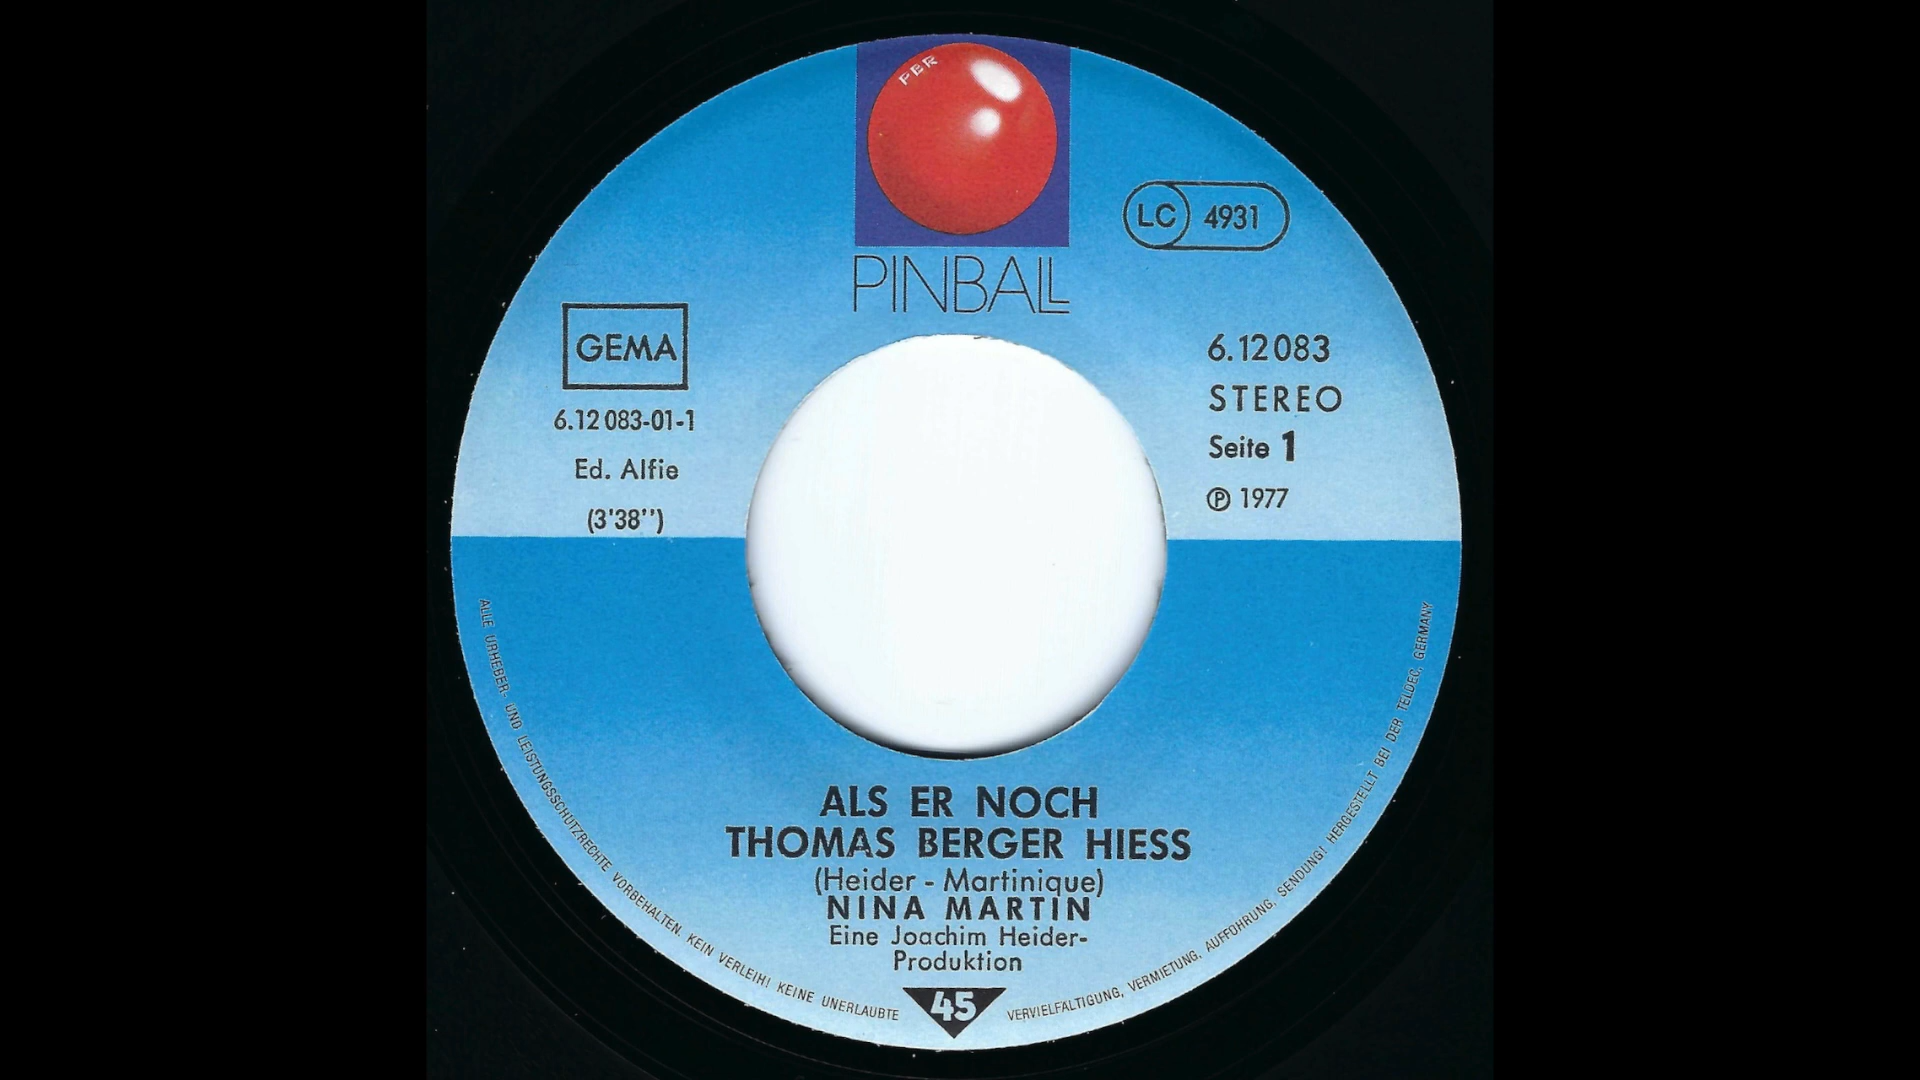 PBR
PINBALL
LC 4931
GEMA
6.12 083-01-1
Ed. Alfie
(3'38'')
6.12 083
STEREO
Seite 1
℗ 1977
ALS ER NOCH
THOMAS BERGER HIESS
(Heider - Martinique)
NINA MARTIN
Eine Joachim Heider-
Produktion
45
ALLE URHEBER- UND LEISTUNGSSCHUTZRECHTE VORBEHALTEN. KEIN VERLEIH! KEINE UNERLAUBTE VERVIELFÄLTIGUNG, VERMIETUNG, AUFFÜHRUNG, SENDUNG! HERGESTELLT BEI DER TELDEC, GERMANY